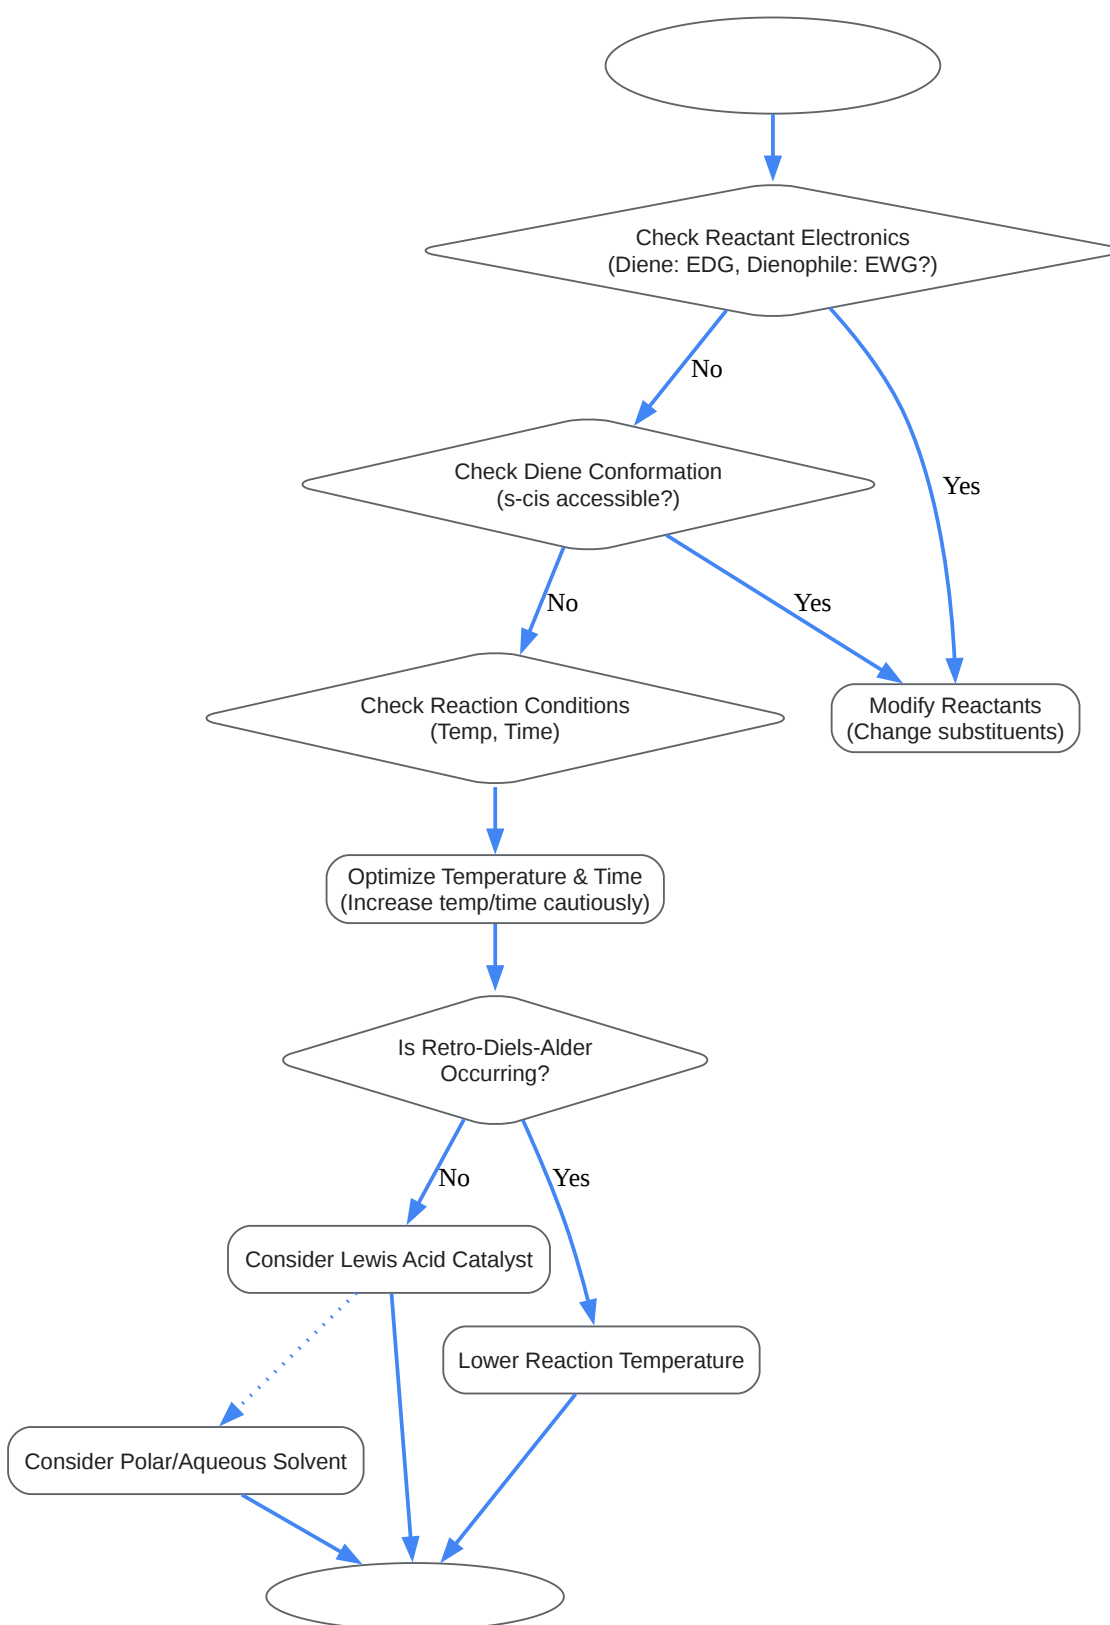 Check Reactant Electronics
(Diene: EDG, Dienophile: EWG?)
No
Yes
Check Diene Conformation
(s-cis accessible?)
No
Yes
Modify Reactants
(Change substituents)
Check Reaction Conditions
(Temp, Time)
Optimize Temperature & Time
(Increase temp/time cautiously)
Is Retro-Diels-Alder
Occurring?
No
Yes
Consider Lewis Acid Catalyst
Lower Reaction Temperature
Consider Polar/Aqueous Solvent